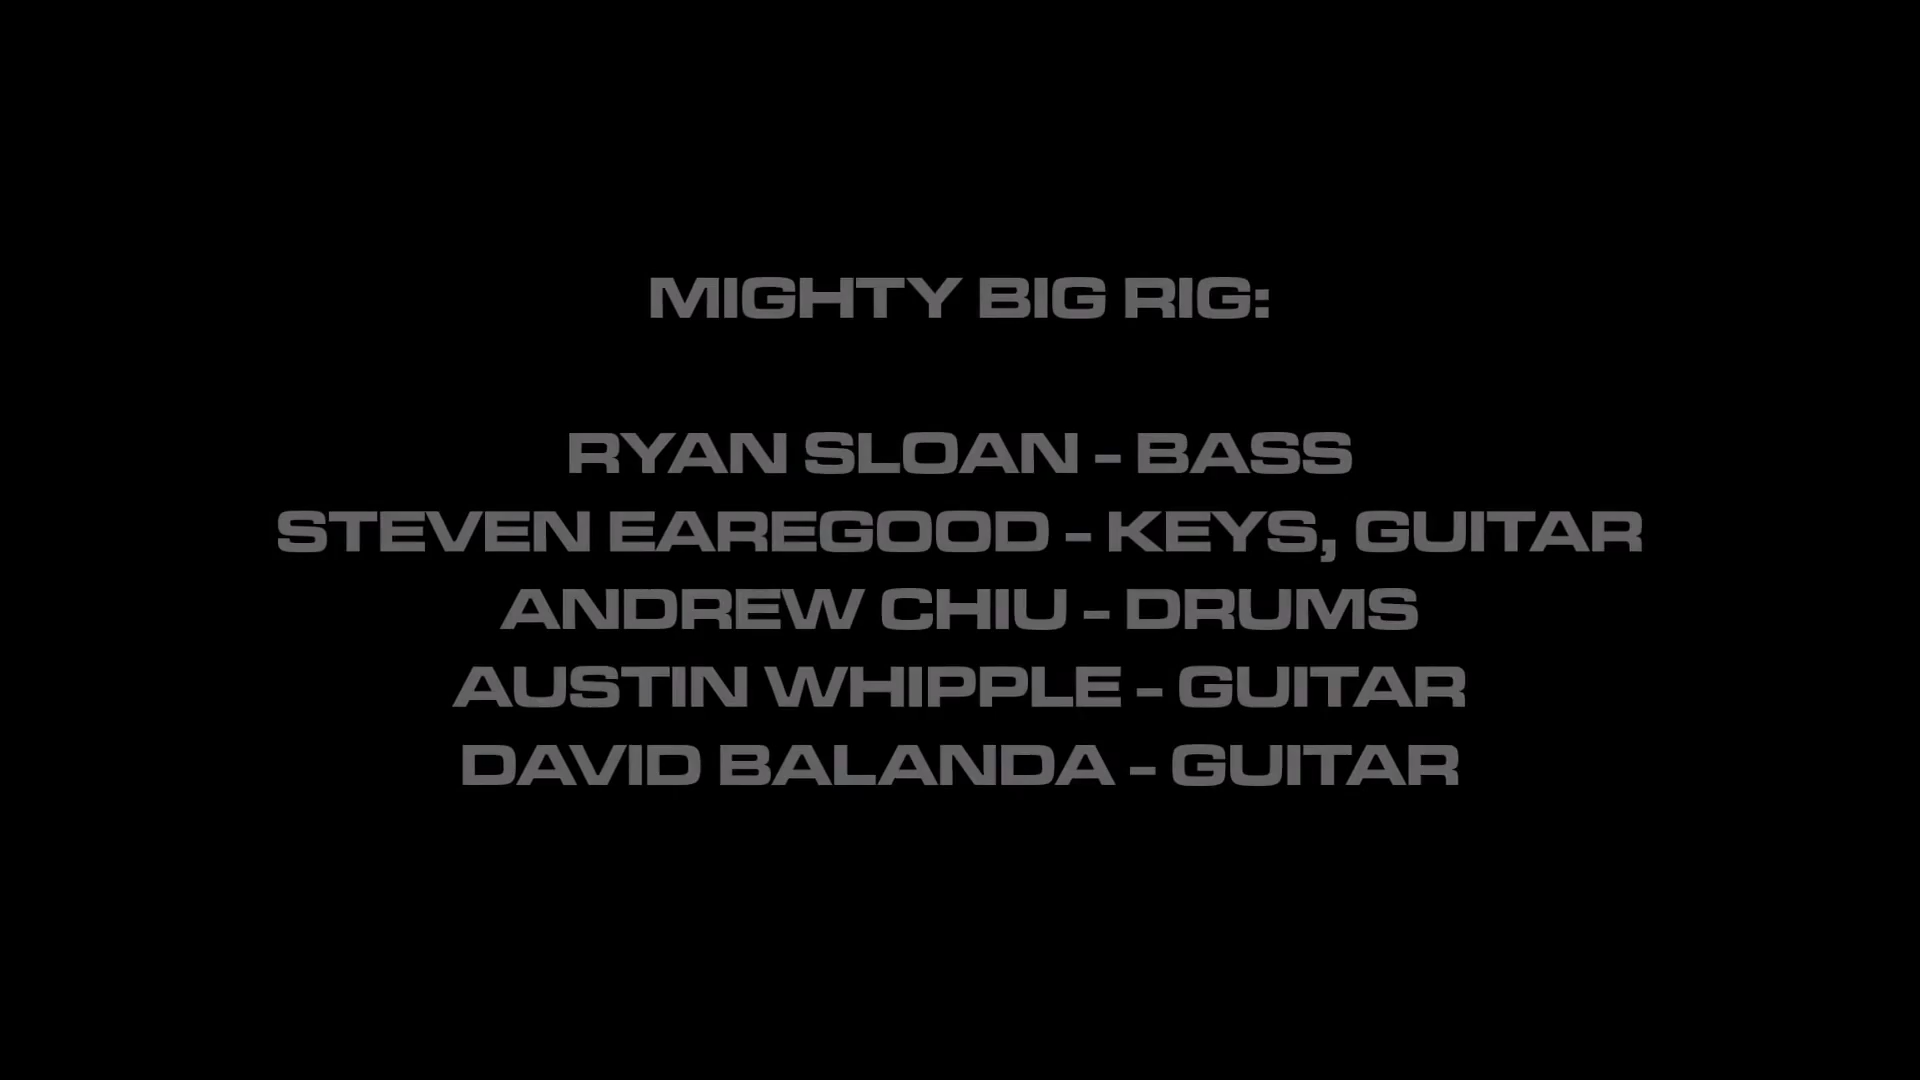 MIGHTY BIG RIG:
RYAN SLOAN - BASS
STEVEN EAREGOOD - KEYS, GUITAR
ANDREW CHIU - DRUMS
AUSTIN WHIPPLE - GUITAR
DAVID BALANDA - GUITAR